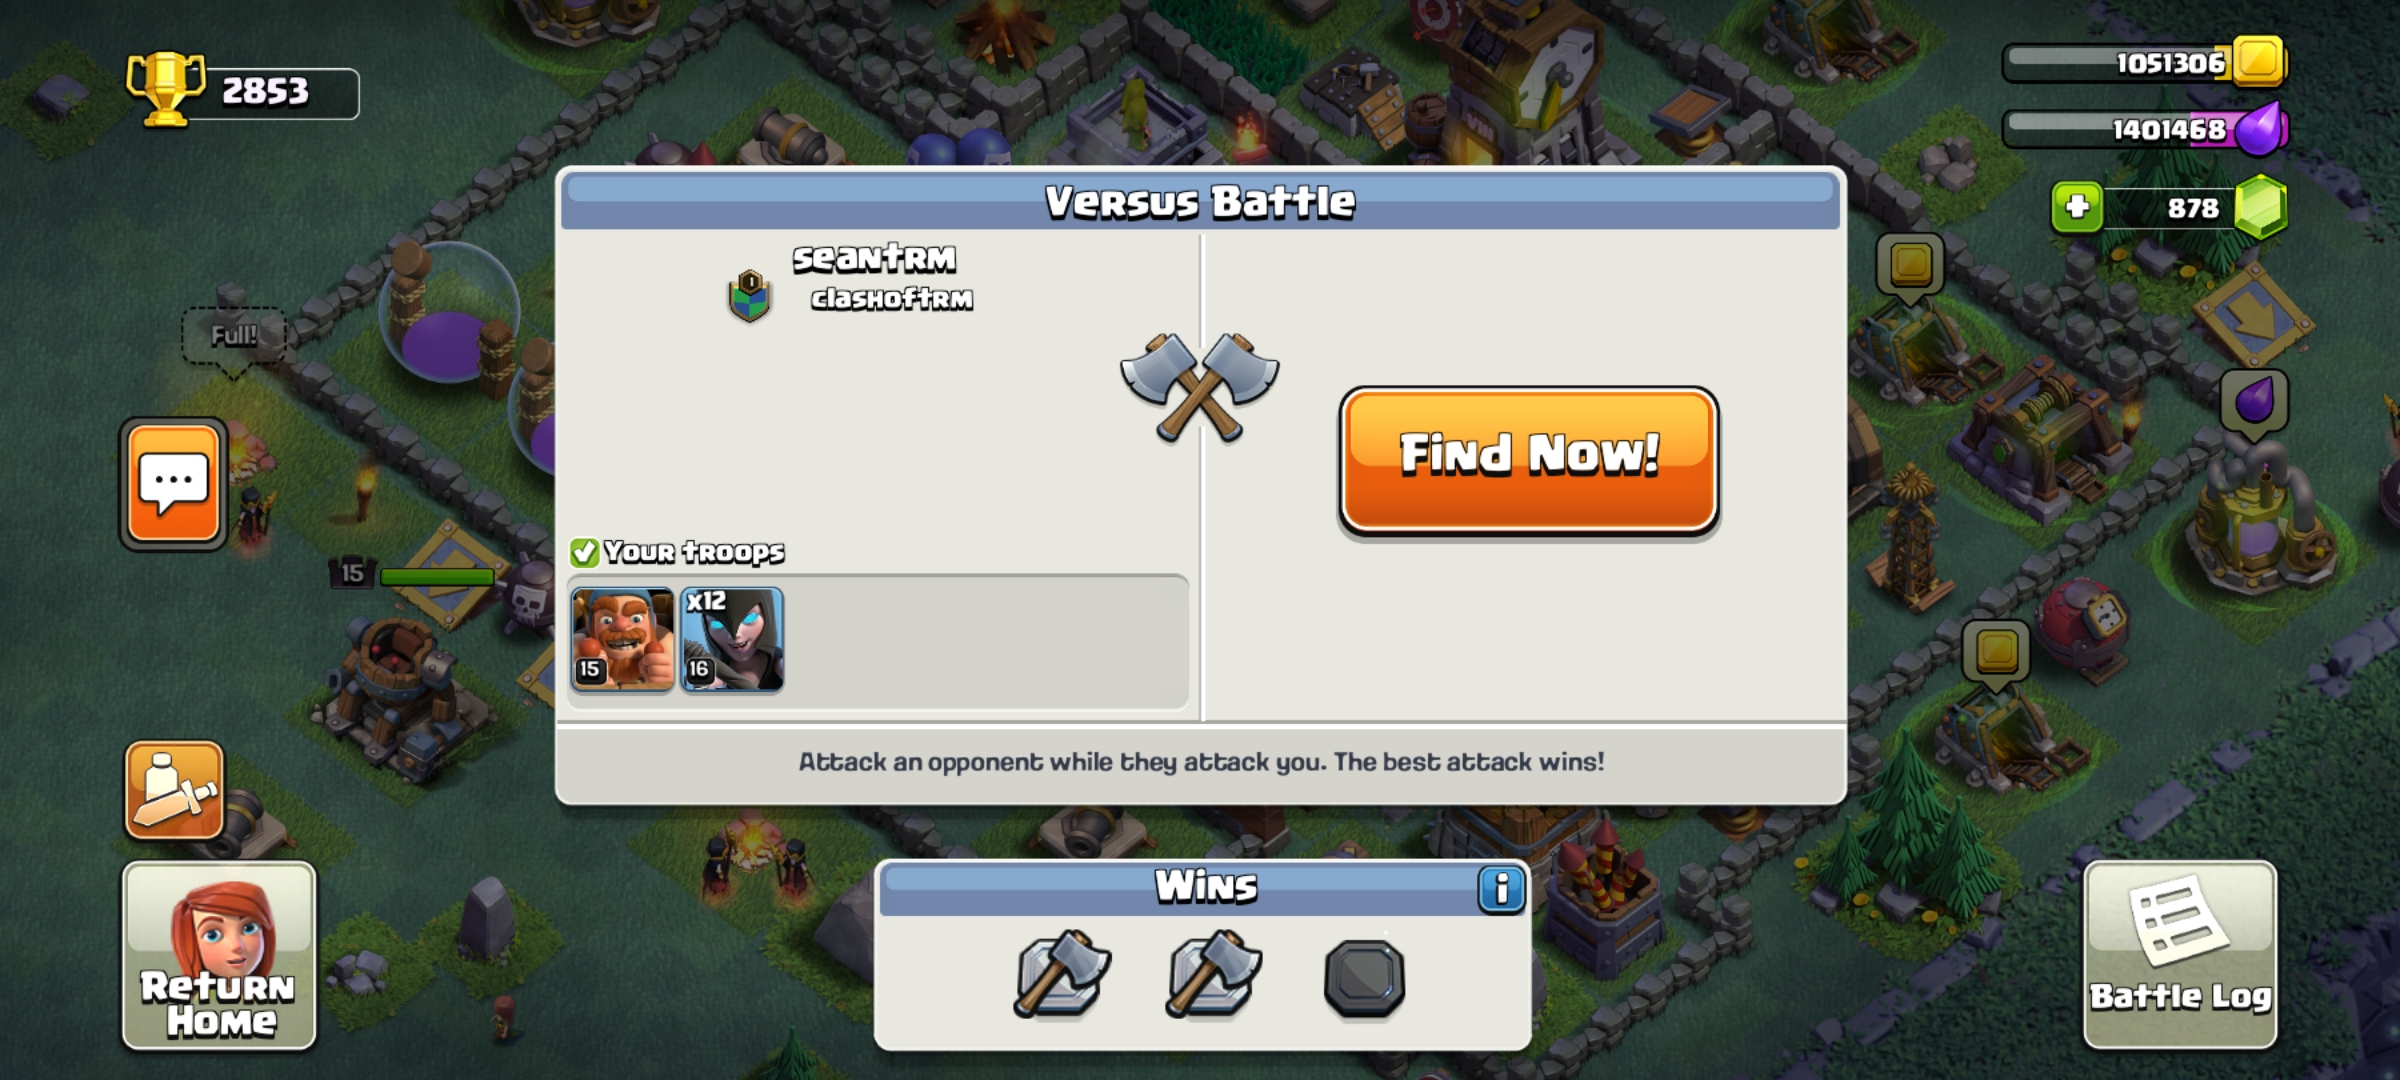 2853
1051306
1401468
878
Versus Battle
seantrm
1
clashoftrm
Full!
Find Now!
15
Your troops
x12
15
16
Attack an opponent while they attack you. The best attack wins!
Wins
i
Return
Home
Battle Log